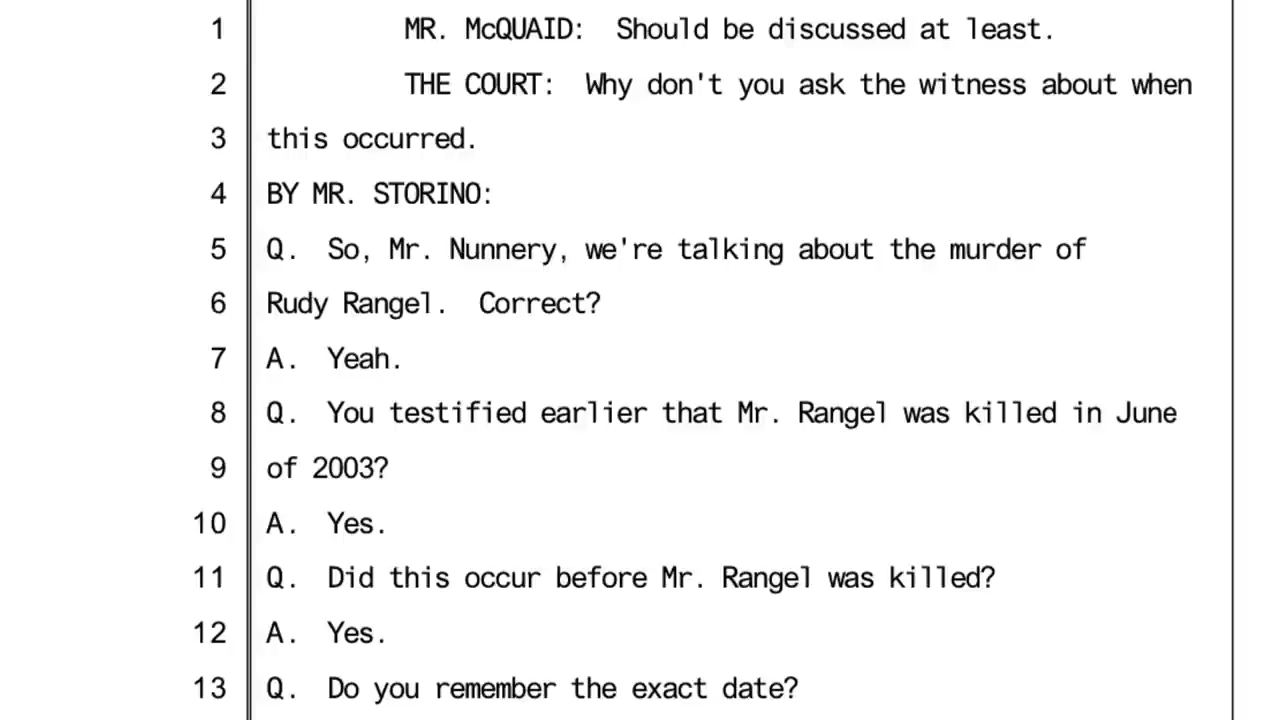 1 MR. McQUAID: Should be discussed at least.
2 THE COURT: Why don't you ask the witness about when
3 this occurred.
4 BY MR. STORINO:
5 Q. So, Mr. Nunnery, we're talking about the murder of
6 Rudy Rangel. Correct?
7 A. Yeah.
8 Q. You testified earlier that Mr. Rangel was killed in June
9 of 2003?
10 A. Yes.
11 Q. Did this occur before Mr. Rangel was killed?
12 A. Yes.
13 Q. Do you remember the exact date?